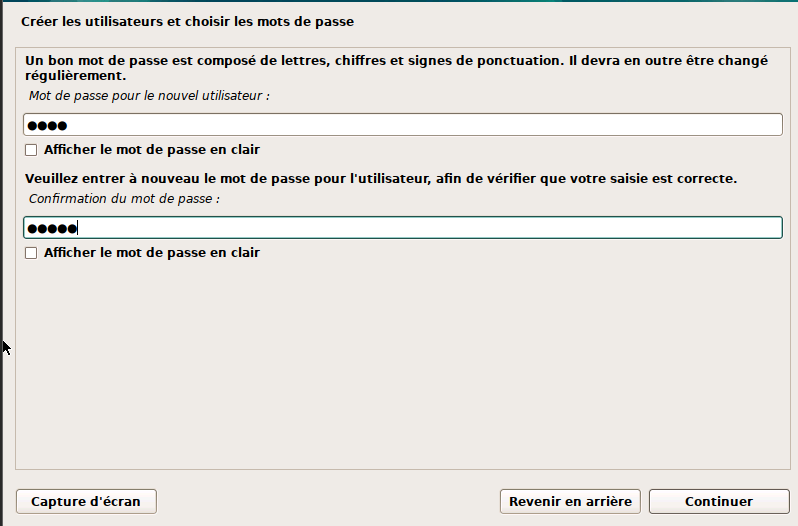 Créer les utilisateurs et choisir les mots de passe
Un bon mot de passe est composé de lettres, chiffres et signes de ponctuation. Il devra en outre être changé
régulièrement.
Mot de passe pour le nouvel utilisateur :
●●●●
Afficher le mot de passe en clair
Veuillez entrer à nouveau le mot de passe pour l'utilisateur, afin de vérifier que votre saisie est correcte.
Confirmation du mot de passe :
●●●●●
Afficher le mot de passe en clair
Capture d'écran
Revenir en arrière
Continuer